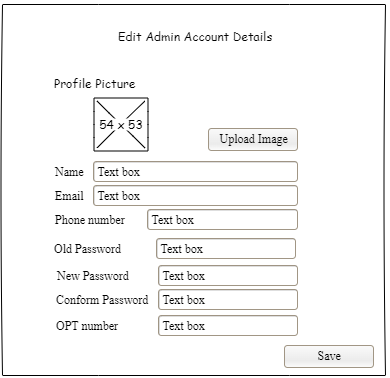 Edit Admin Account Details
Profile Picture
54 x 53
Upload Image
Name Text box
Email Text box
Phone number Text box
Old Password Text box
New Password Text box
Conform Password Text box
OPT number Text box
Save